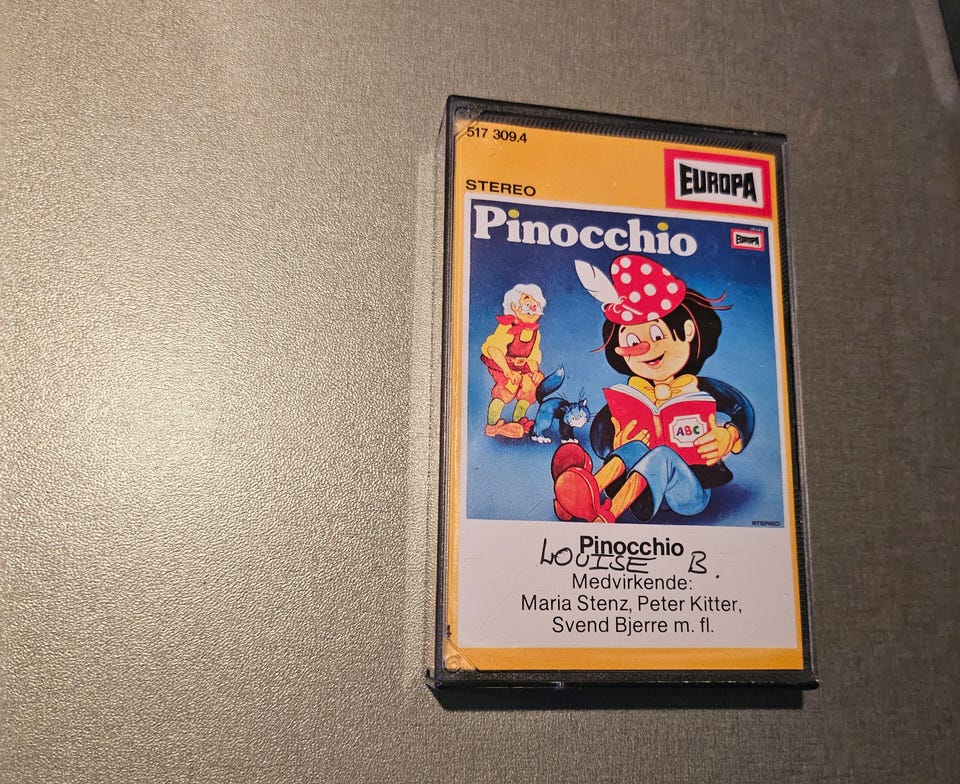 517 309.4
EUROPA
STEREO
Pinocchio
EUROPA
ABC
STEREO
Pinocchio
LOUISE B.
Medvirkende:
Maria Stenz, Peter Kitter,
Svend Bjerre m. fl.